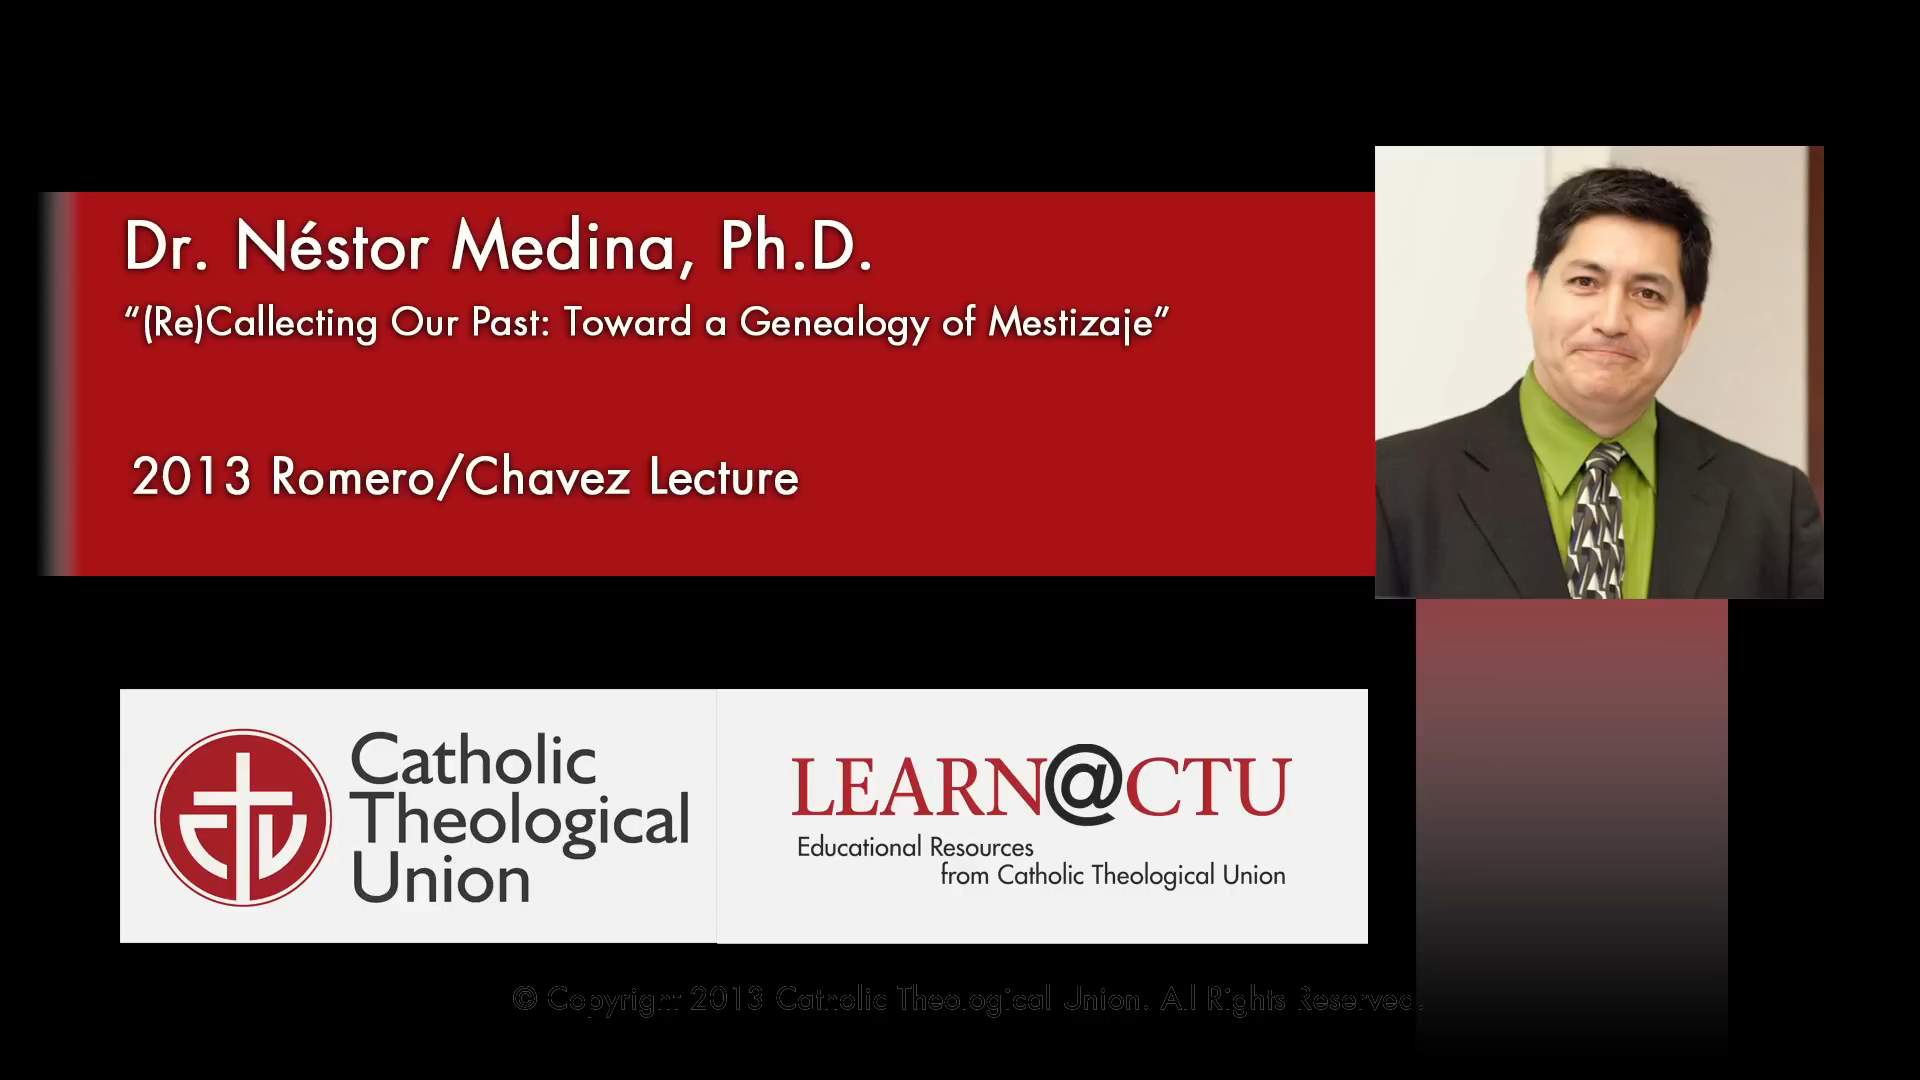 Dr. Néstor Medina, Ph.D.
“(Re)Callecting Our Past: Toward a Genealogy of Mestizaje”
2013 Romero/Chavez Lecture
Catholic
Theological
Union
LEARN@CTU
Educational Resources
from Catholic Theological Union
© Copyright 2013 Catholic Theological Union. All Rights Reserved.